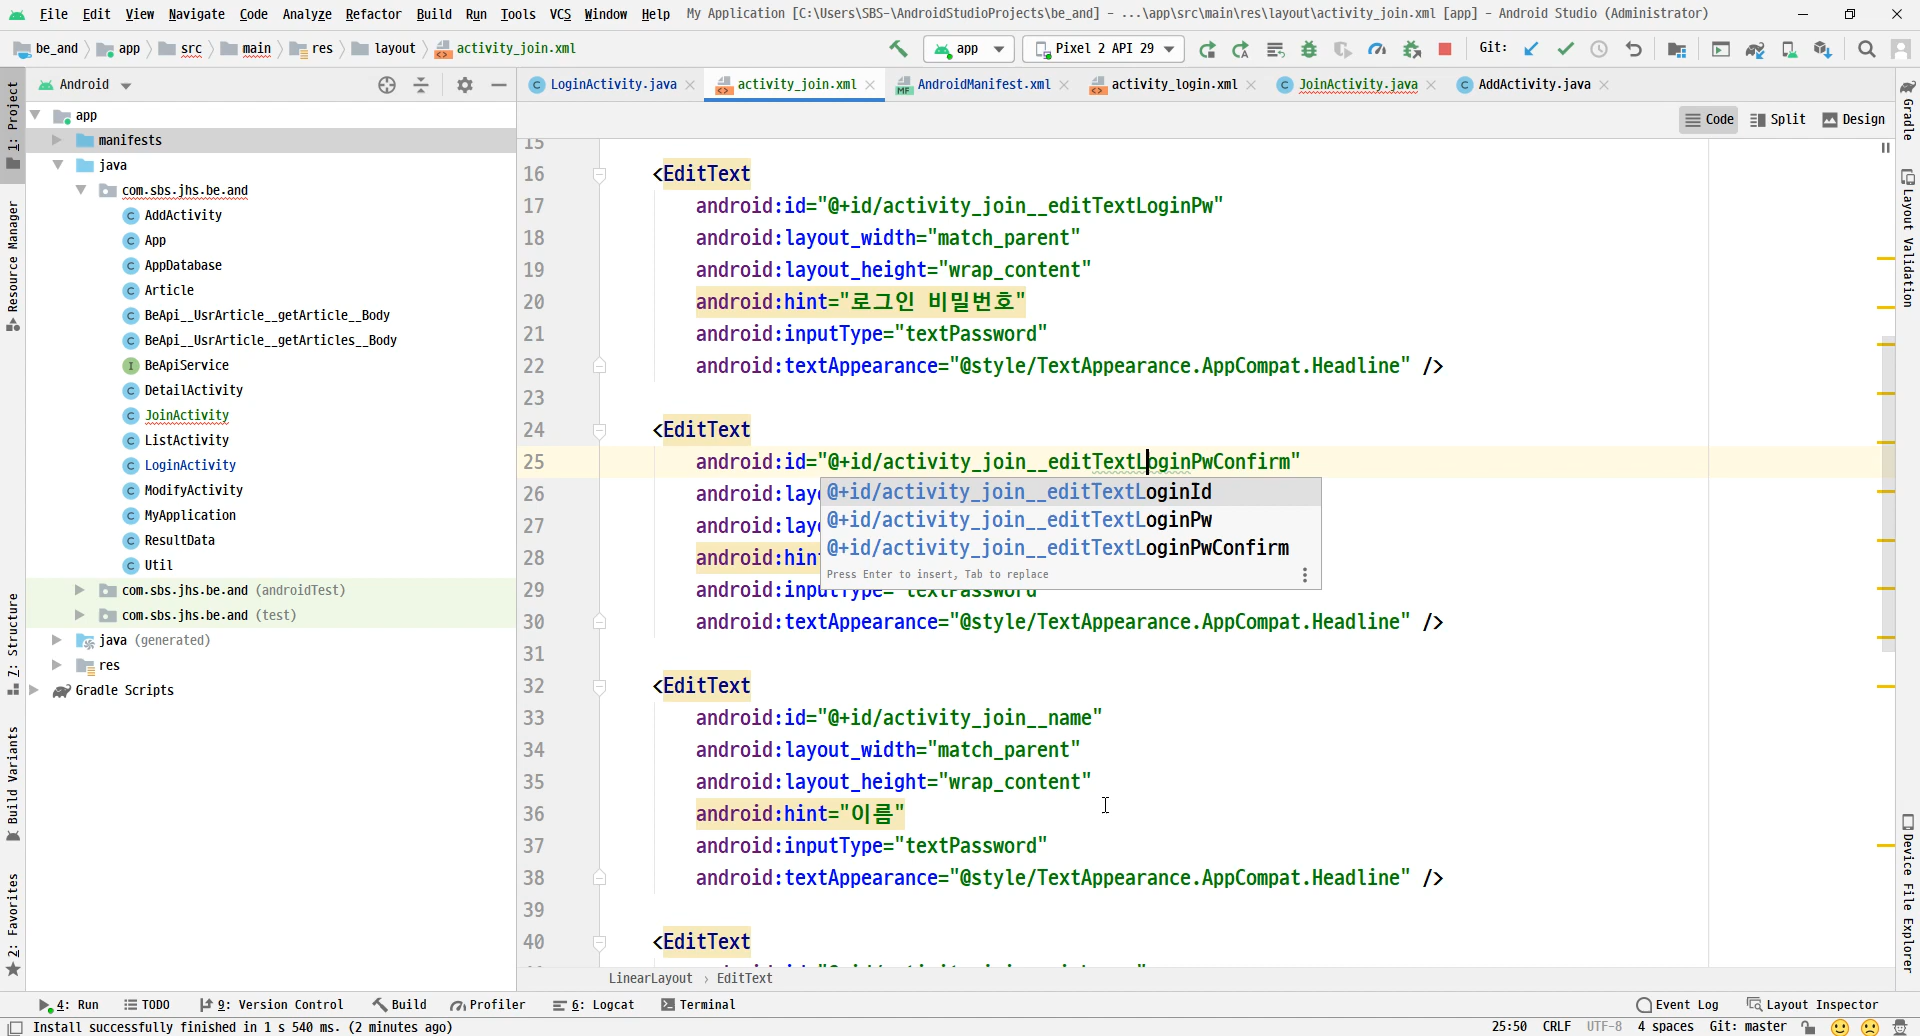 File Edit View Navigate Code Analyze Refactor Build Run Tools VCS Window Help My Application [C:\Users\SBS-\AndroidStudioProjects\be_and] - ...\app\src\main\res\layout\activity_join.xml [app] - Android Studio (Administrator)
be_and app src main res layout activity_join.xml app Pixel 2 API 29 Git:
Android
LoginActivity.java activity_join.xml AndroidManifest.xml activity_login.xml JoinActivity.java AddActivity.java
Code Split Design
1: Project
Resource Manager
7: Structure
Build Variants
2: Favorites
app
manifests
java
com.sbs.jhs.be.and
AddActivity
App
AppDatabase
Article
BeApi__UsrArticle__getArticle__Body
BeApi__UsrArticle__getArticles__Body
BeApiService
DetailActivity
JoinActivity
ListActivity
LoginActivity
ModifyActivity
MyApplication
ResultData
Util
com.sbs.jhs.be.and (androidTest)
com.sbs.jhs.be.and (test)
java (generated)
res
Gradle Scripts
15
16 <EditText
17 android:id="@+id/activity_join__editTextLoginPw"
18 android:layout_width="match_parent"
19 android:layout_height="wrap_content"
20 android:hint="로그인 비밀번호"
21 android:inputType="textPassword"
22 android:textAppearance="@style/TextAppearance.AppCompat.Headline" />
23
24 <EditText
25 android:id="@+id/activity_join__editTextLoginPwConfirm"
26 android:layo
27 android:layo
28 android:hin
29 android:inputType="textPassword"
30 android:textAppearance="@style/TextAppearance.AppCompat.Headline" />
31
32 <EditText
33 android:id="@+id/activity_join__name"
34 android:layout_width="match_parent"
35 android:layout_height="wrap_content"
36 android:hint="이름"
37 android:inputType="textPassword"
38 android:textAppearance="@style/TextAppearance.AppCompat.Headline" />
39
40 <EditText
@+id/activity_join__editTextLoginId
@+id/activity_join__editTextLoginPw
@+id/activity_join__editTextLoginPwConfirm
Press Enter to insert, Tab to replace
LinearLayout › EditText
Gradle
Layout Validation
Device File Explorer
4: Run TODO 9: Version Control Build Profiler 6: Logcat Terminal Event Log Layout Inspector
Install successfully finished in 1 s 540 ms. (2 minutes ago) 25:50 CRLF UTF-8 4 spaces Git: master